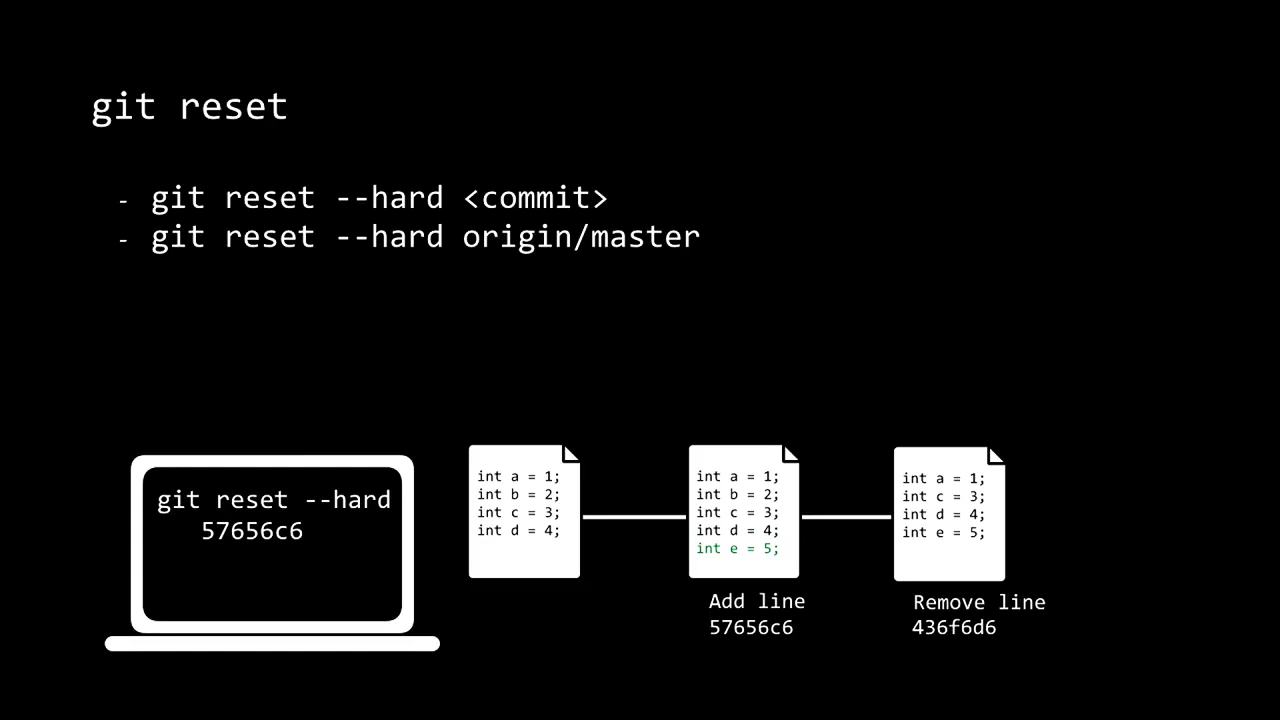 git reset
- git reset --hard <commit>
- git reset --hard origin/master
git reset --hard
57656c6
int a = 1;
int b = 2;
int c = 3;
int d = 4;
int a = 1;
int b = 2;
int c = 3;
int d = 4;
int e = 5;
Add line
57656c6
int a = 1;
int c = 3;
int d = 4;
int e = 5;
Remove line
436f6d6